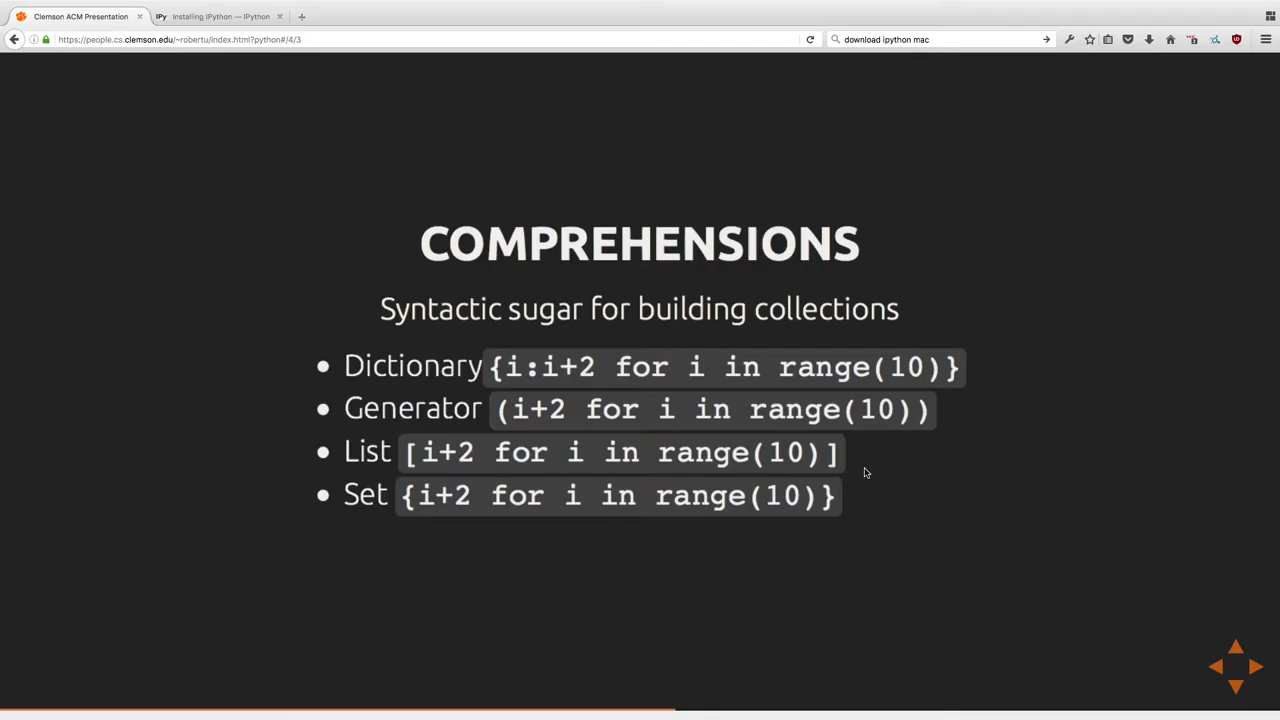 Clemson ACM Presentation
IPy Installing IPython — IPython
https://people.cs.clemson.edu/~robertu/index.html?python#/4/3
download ipython mac
COMPREHENSIONS
Syntactic sugar for building collections
• Dictionary {i:i+2 for i in range(10)}
• Generator (i+2 for i in range(10))
• List [i+2 for i in range(10)]
• Set {i+2 for i in range(10)}